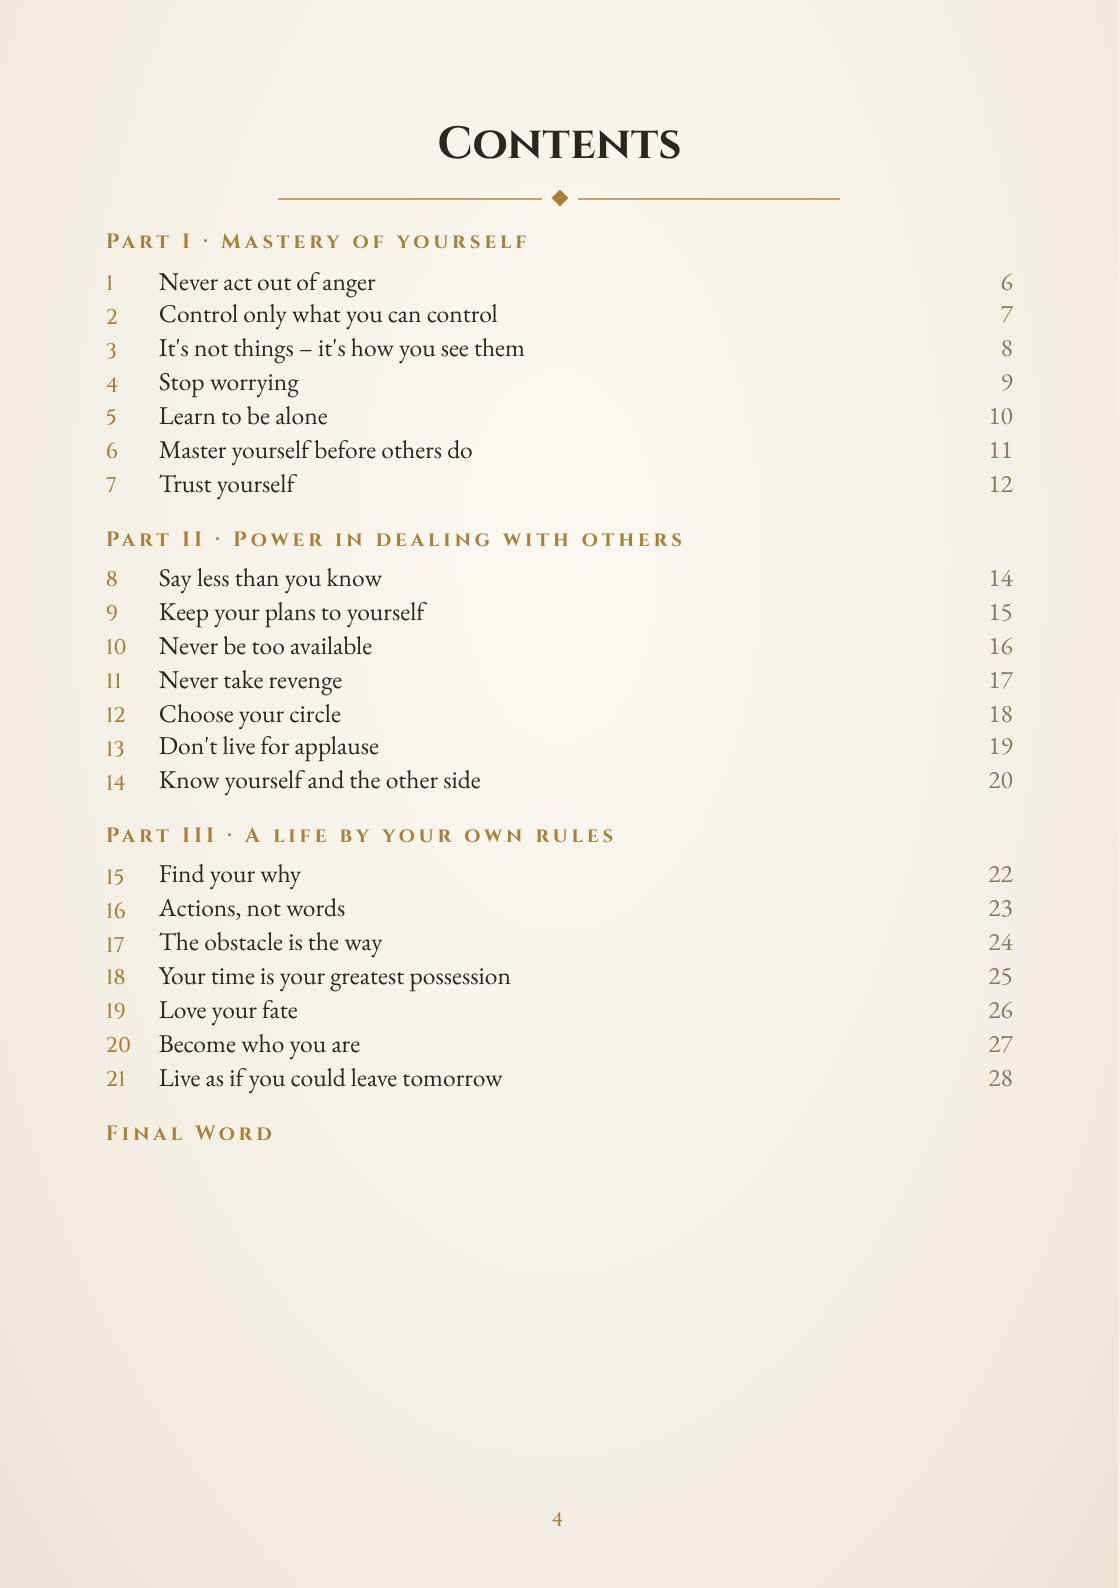 Contents
Part I · Mastery of yourself
1 Never act out of anger 6
2 Control only what you can control 7
3 It's not things – it's how you see them 8
4 Stop worrying 9
5 Learn to be alone 10
6 Master yourself before others do 11
7 Trust yourself 12
Part II · Power in dealing with others
8 Say less than you know 14
9 Keep your plans to yourself 15
10 Never be too available 16
11 Never take revenge 17
12 Choose your circle 18
13 Don't live for applause 19
14 Know yourself and the other side 20
Part III · A life by your own rules
15 Find your why 22
16 Actions, not words 23
17 The obstacle is the way 24
18 Your time is your greatest possession 25
19 Love your fate 26
20 Become who you are 27
21 Live as if you could leave tomorrow 28
Final Word
4